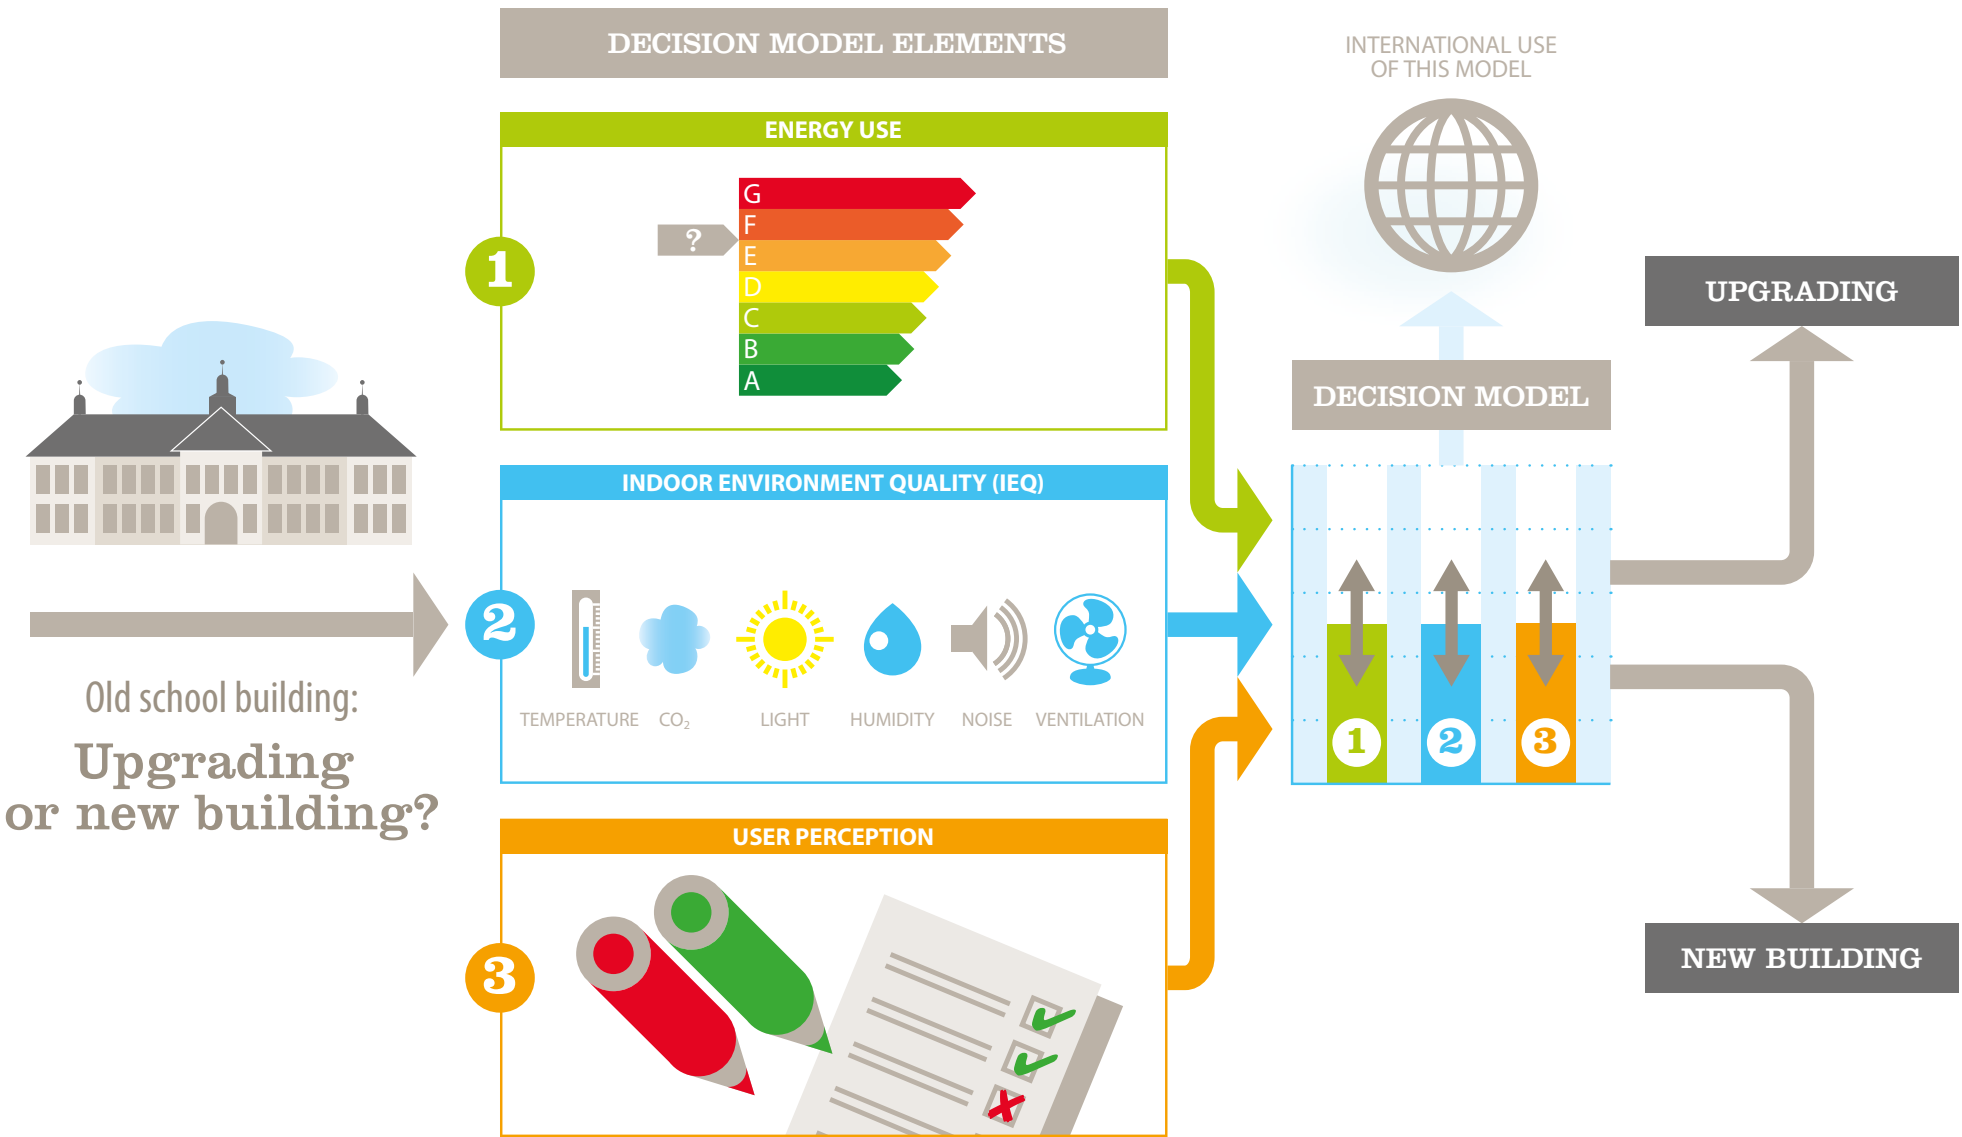 DECISION MODEL ELEMENTS
INTERNATIONAL USE
OF THIS MODEL
ENERGY USE
G
F
?
E
D
C
B
A
1
UPGRADING
DECISION MODEL
INDOOR ENVIRONMENT QUALITY (IEQ)
2
TEMPERATURE
CO₂
LIGHT
HUMIDITY
NOISE
VENTILATION
1
2
3
Old school building:
Upgrading
or new building?
USER PERCEPTION
3
NEW BUILDING